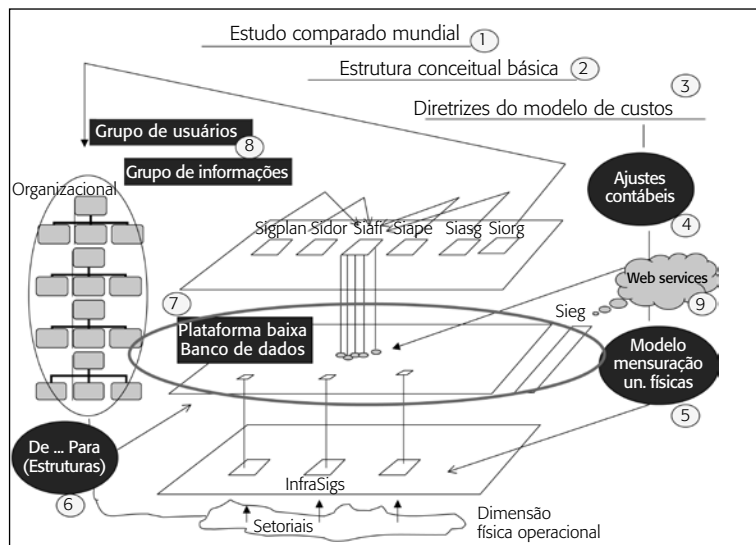 Estudo comparado mundial 1
Estrutura conceitual básica 2
3
Diretrizes do modelo de custos
Grupo de usuários
8
Grupo de informações
Organizacional
Ajustes
contábeis
4
Sigplan Sidor Siafi Siape Siasg Siorg
Web services
9
7
Sieg
Plataforma baixa
Banco de dados
Modelo
mensuração
un. físicas
5
De ... Para
(Estruturas)
6
InfraSigs
Setoriais
Dimensão
física operacional